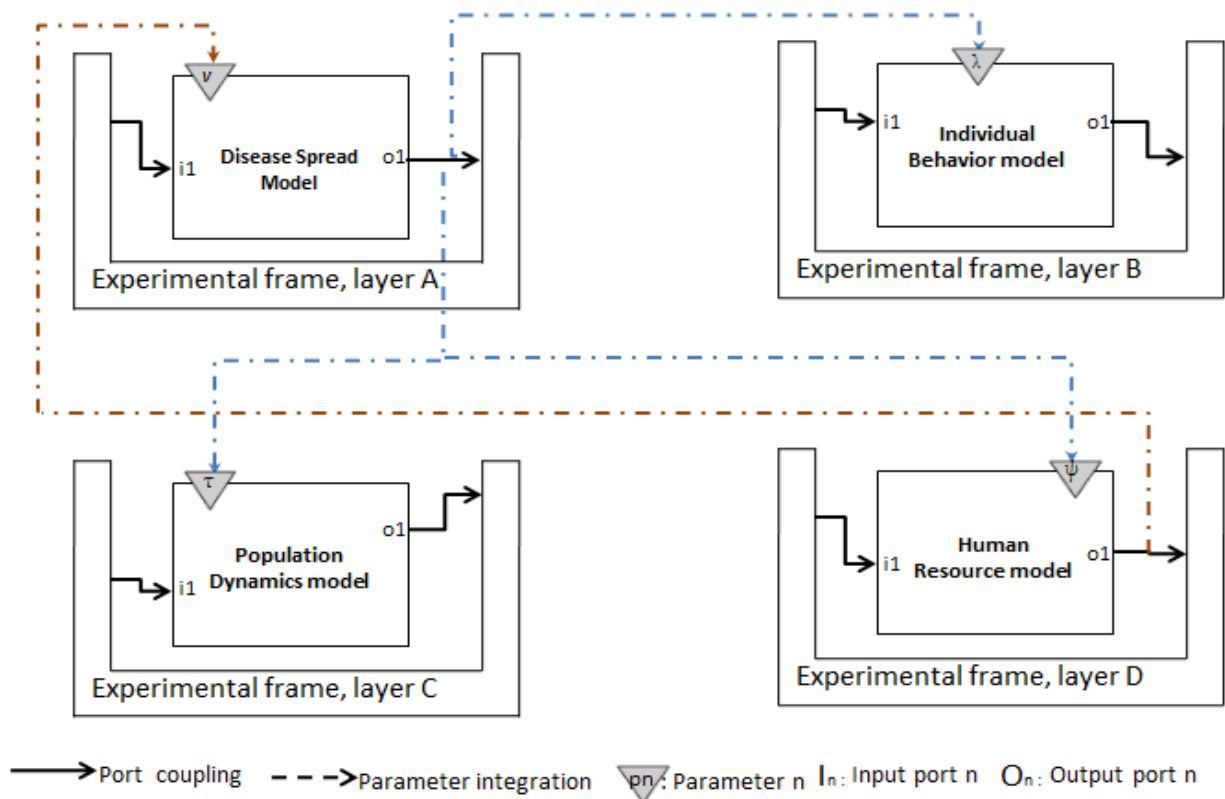 ν
Disease Spread
Model
i1
o1
Experimental frame, layer A
λ
i1
Individual
Behavior model
o1
Experimental frame, layer B
τ
Population
Dynamics model
i1
o1
Experimental frame, layer C
ψ
Human
Resource model
i1
o1
Experimental frame, layer D
Port coupling
Parameter integration
pn: Parameter n
In: Input port n
On: Output port n